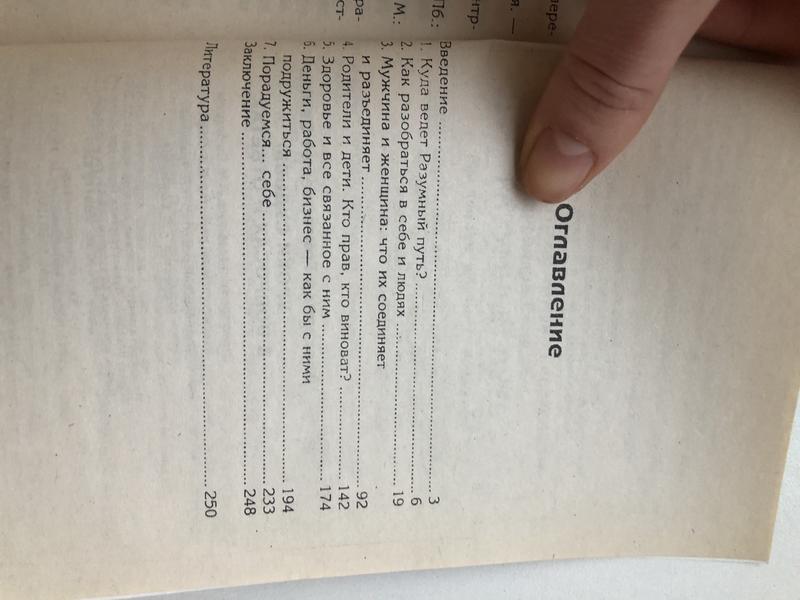 Оглавление
Введение ........ 3
1. Куда ведет Разумный путь? ........ 6
2. Как разобраться в себе и людях ........ 19
3. Мужчина и женщина: что их соединяет
и разъединяет ........ 92
4. Родители и дети. Кто прав, кто виноват? ........ 142
5. Здоровье и все связанное с ним ........ 174
6. Деньги, работа, бизнес — как бы с ними
подружиться ........ 194
7. Порадуемся... себе ........ 233
Заключение ........ 248
Литература ........ 250